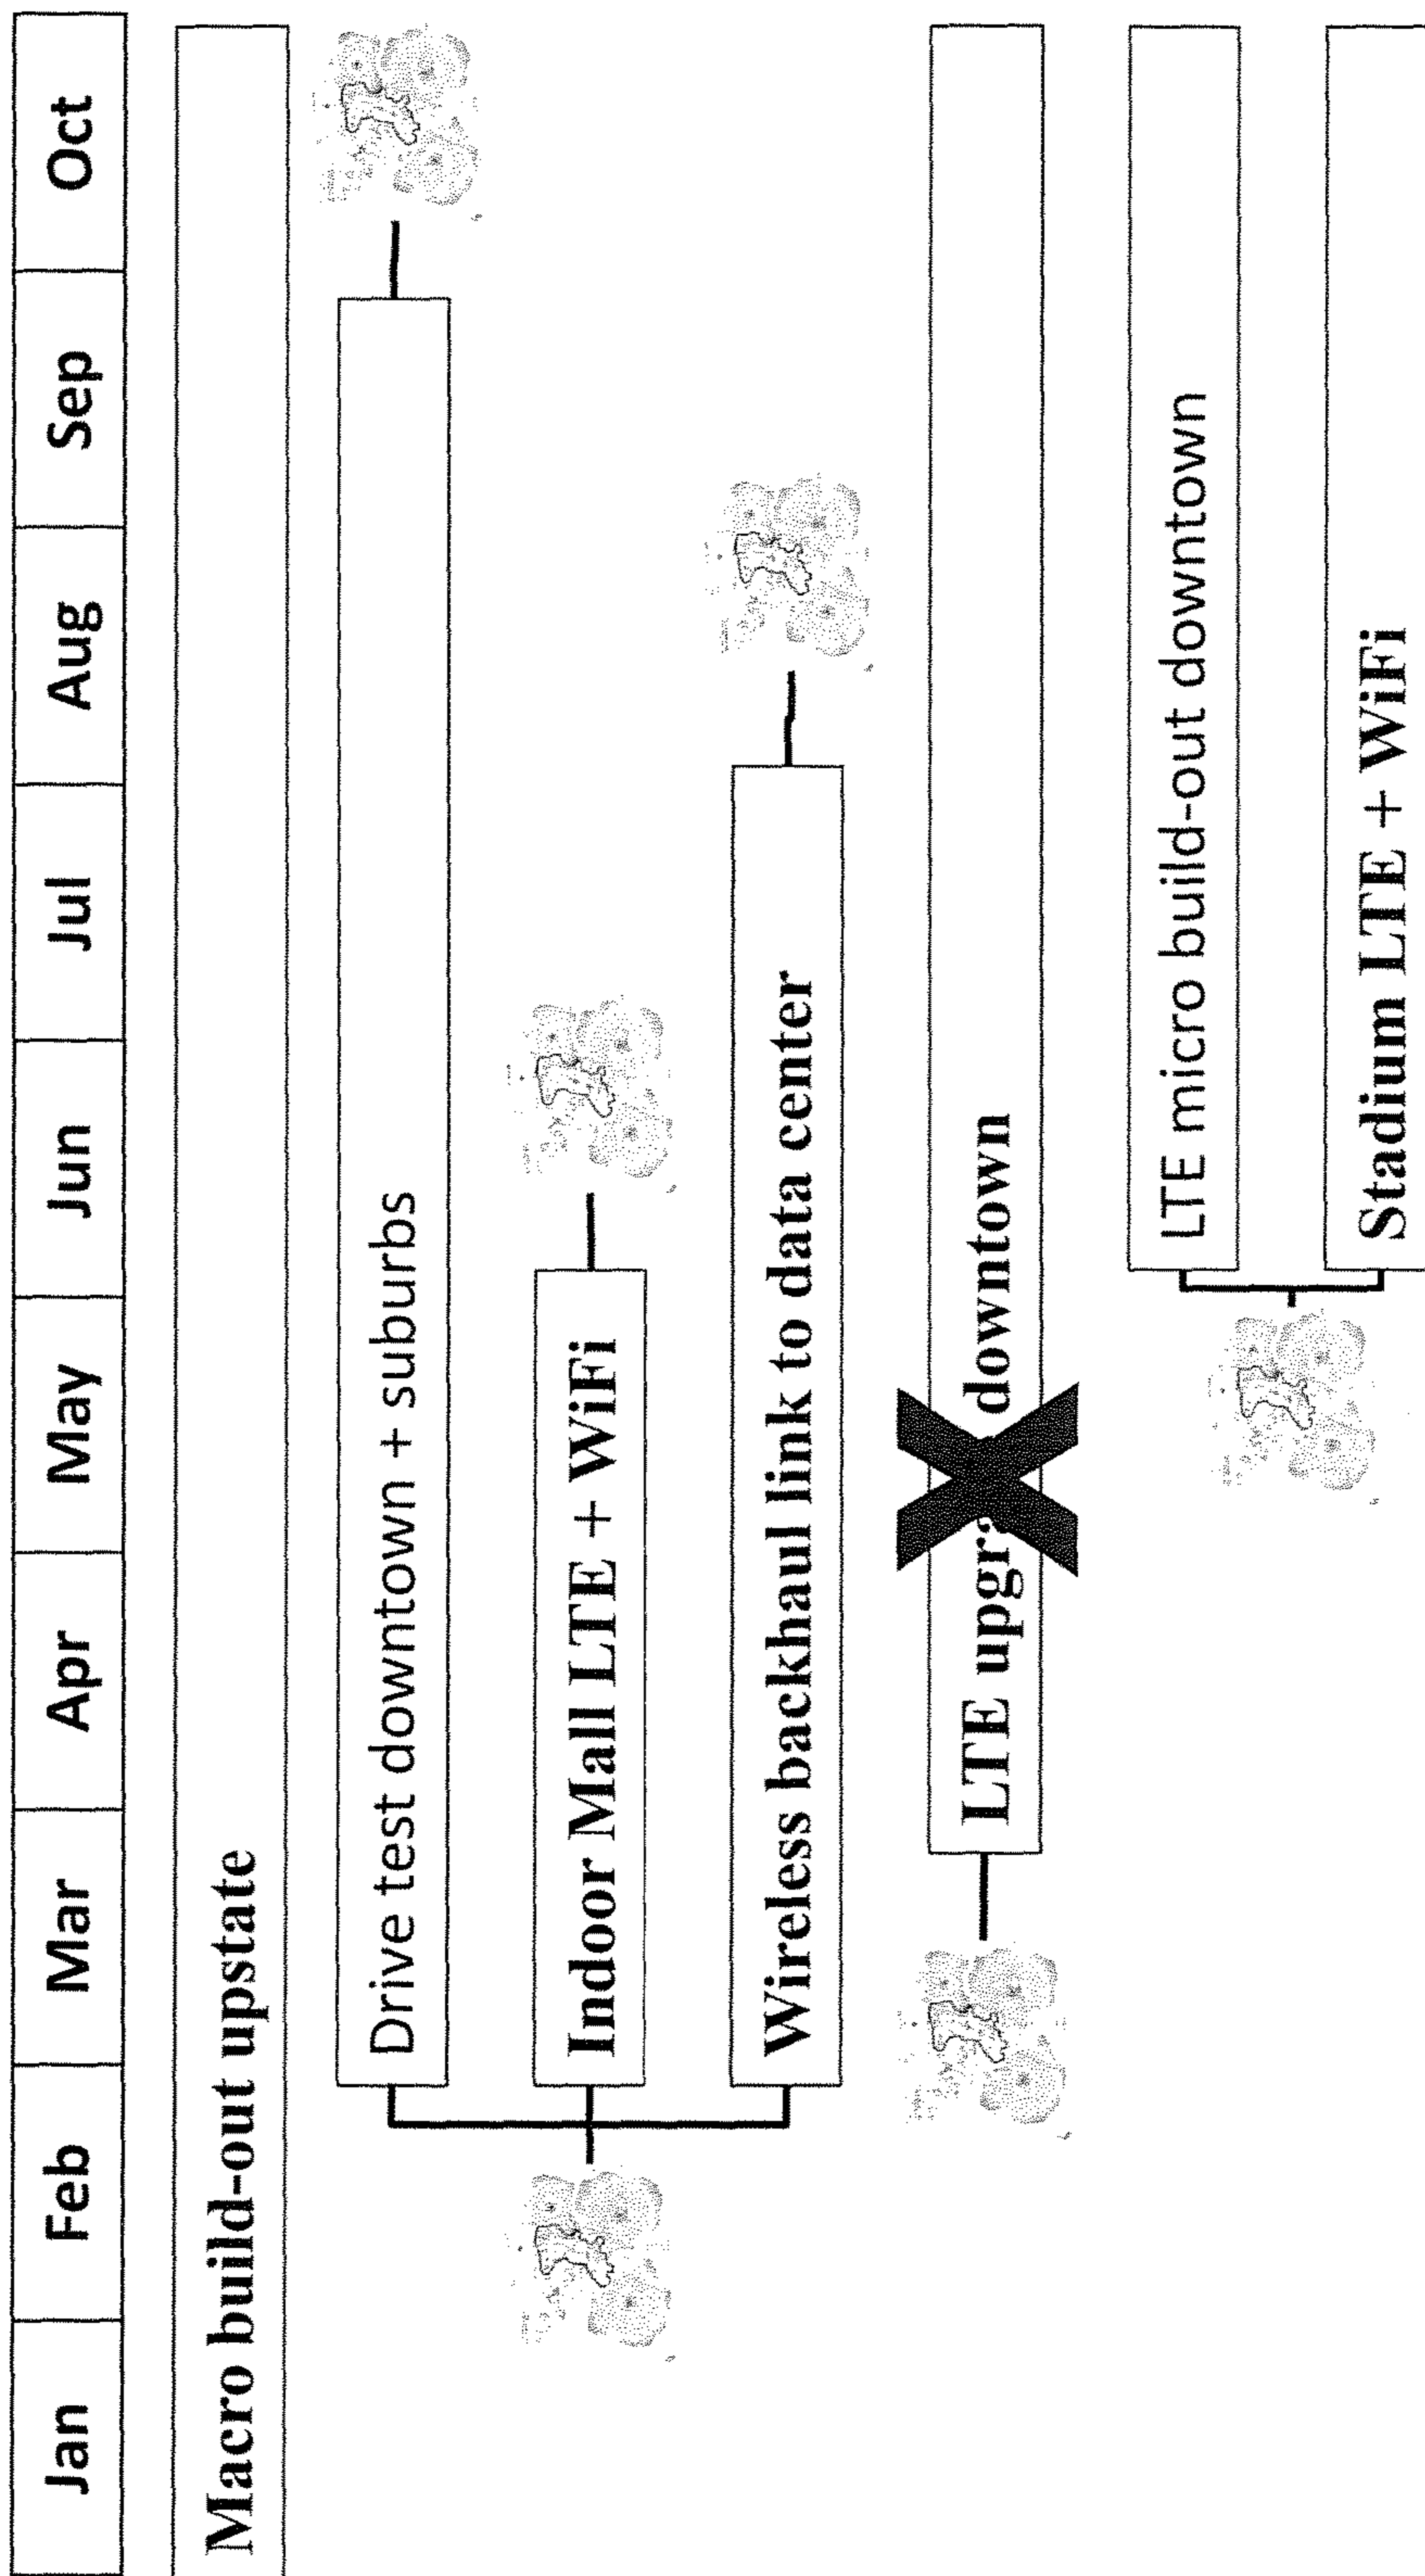 Jan Feb Mar Apr May Jun Jul Aug Sep Oct
Macro build-out upstate
Drive test downtown + suburbs
Indoor Mall LTE + WiFi
Wireless backhaul link to data center
LTE downtown
LTE micro build-out downtown
Stadium LTE + WiFi